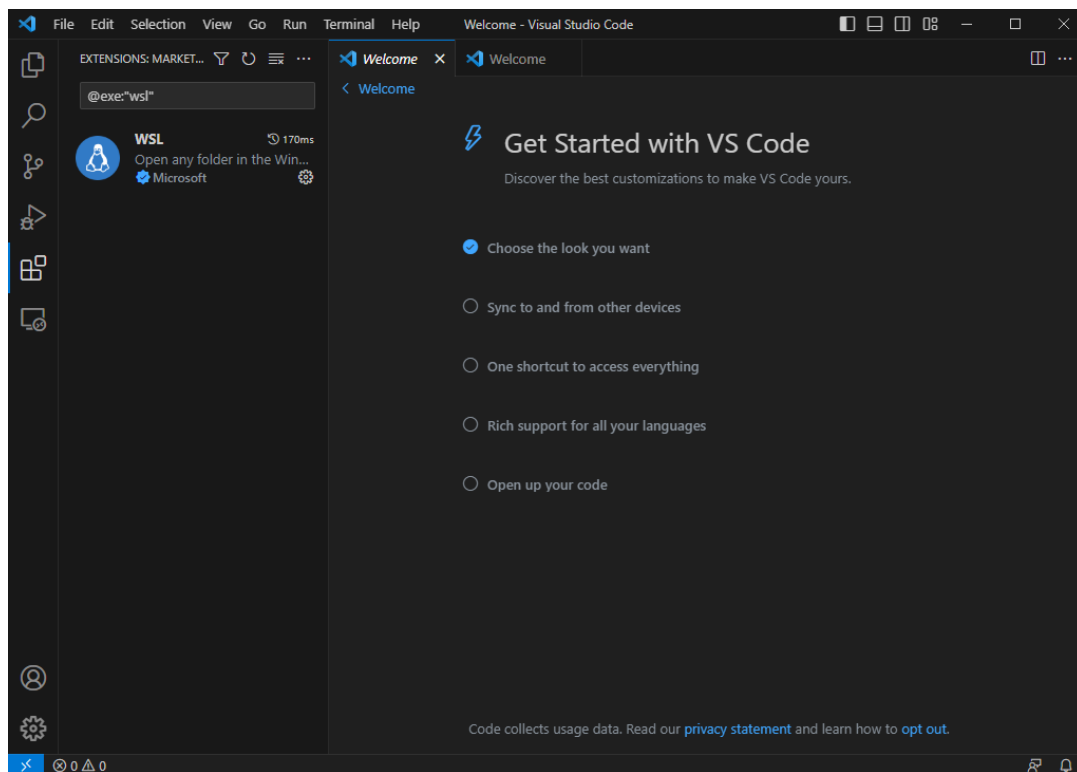 File Edit Selection View Go Run Terminal Help Welcome - Visual Studio Code
EXTENSIONS: MARKET...
@exe:"wsl"
WSL 170ms
Open any folder in the Win...
Microsoft
Welcome Welcome
Welcome
Get Started with VS Code
Discover the best customizations to make VS Code yours.
Choose the look you want
Sync to and from other devices
One shortcut to access everything
Rich support for all your languages
Open up your code
Code collects usage data. Read our privacy statement and learn how to opt out.
0 0